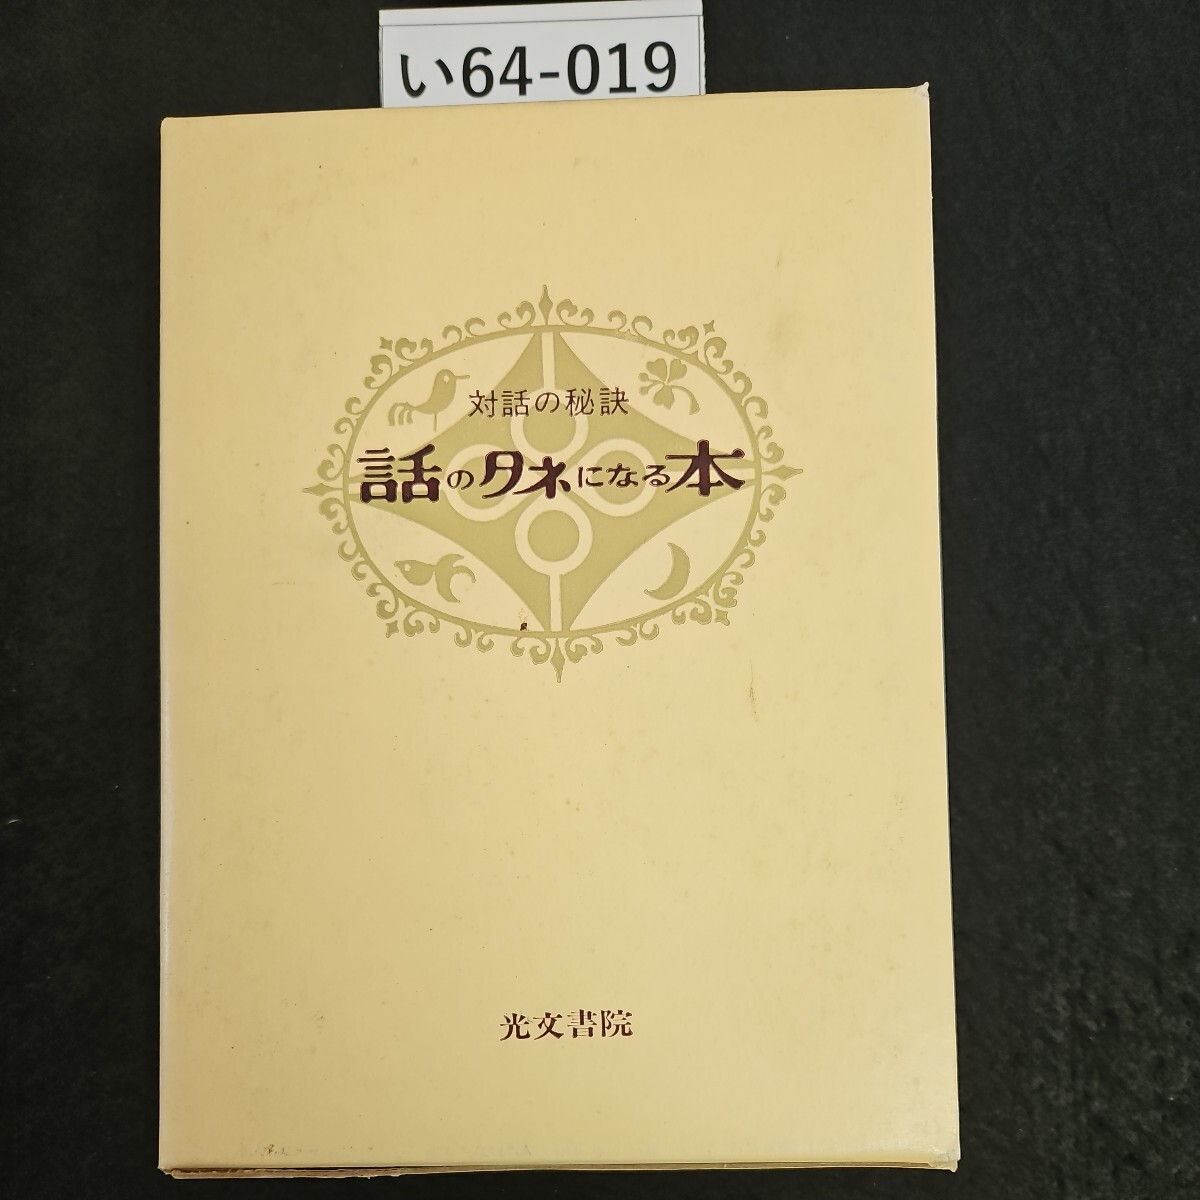 い64-019
対話の秘訣
話のタネになる本
光文書院